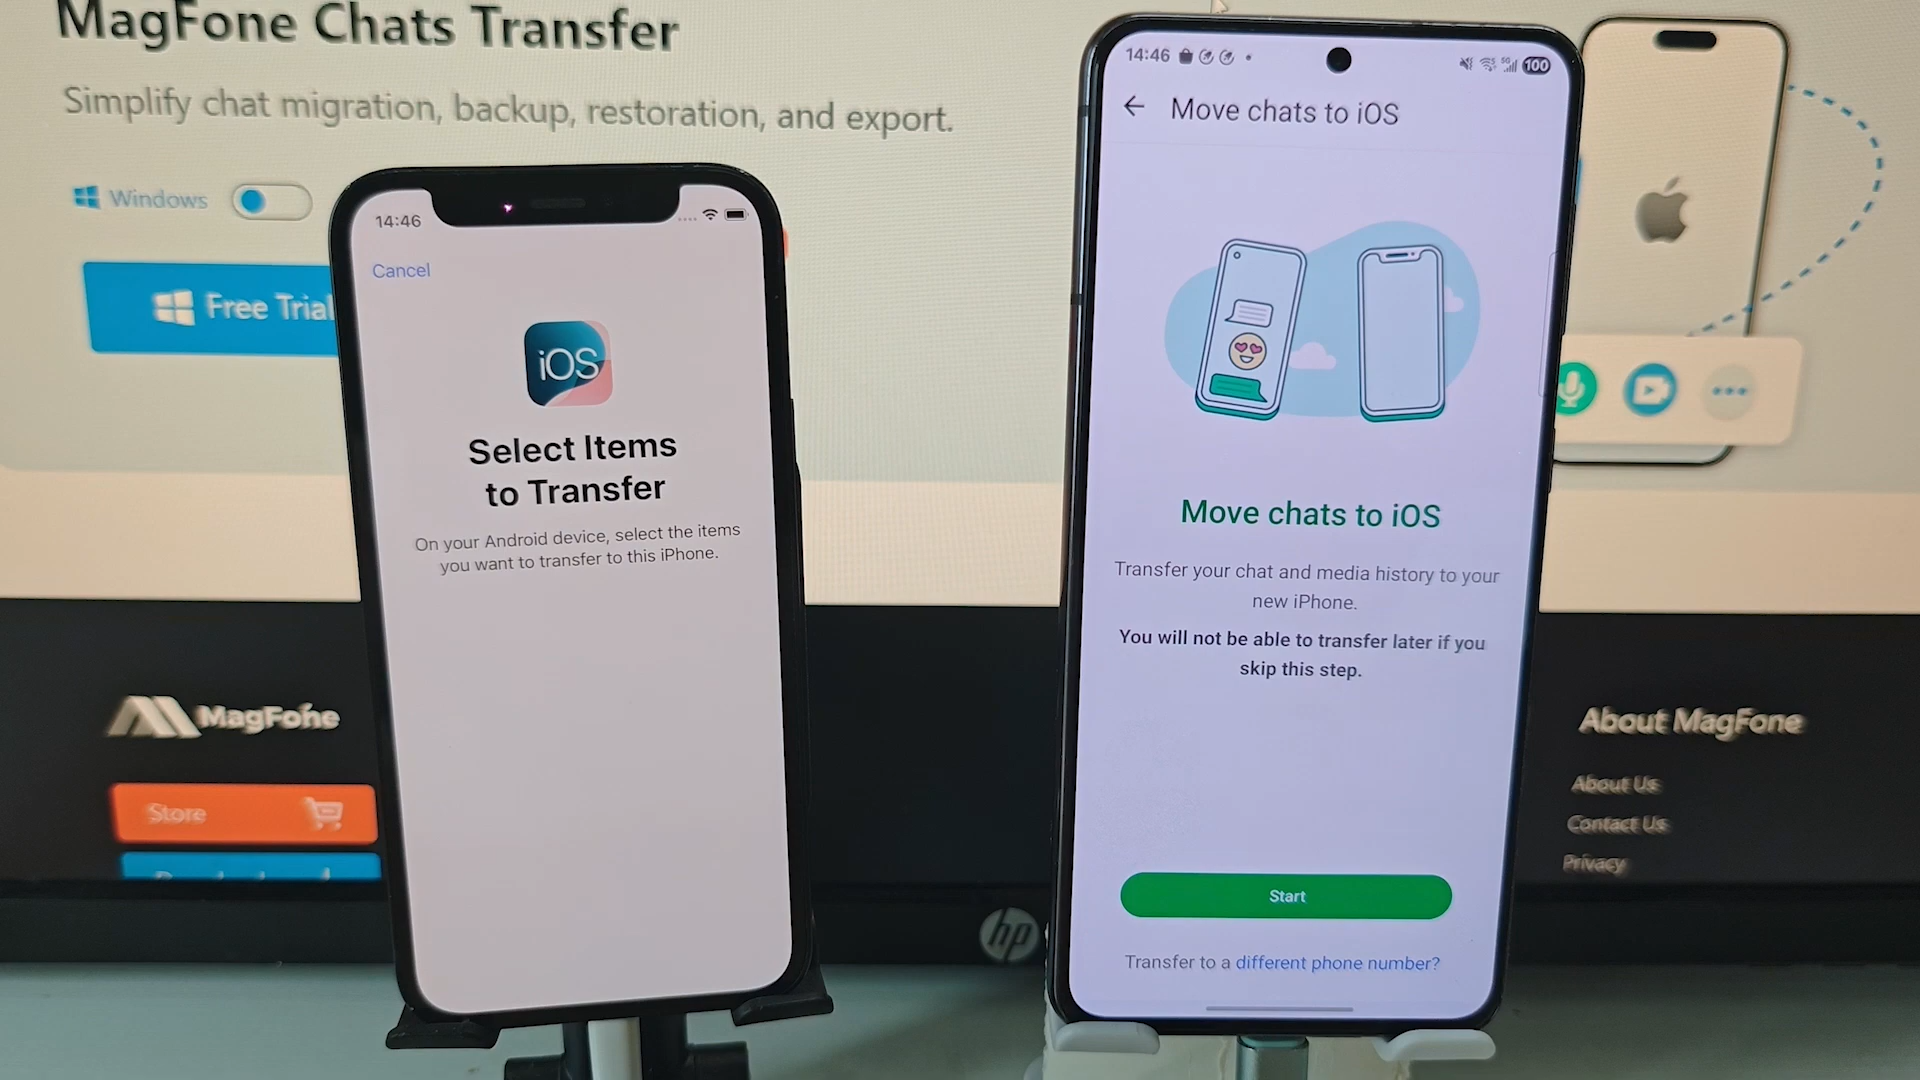 MagFone Chats Transfer
Simplify chat migration, backup, restoration, and export.
Windows
Free Trial
14:46
Cancel
iOS
Select Items
to Transfer
On your Android device, select the items
you want to transfer to this iPhone.
14:46
5G
100
Move chats to iOS
Move chats to iOS
Transfer your chat and media history to your
new iPhone.
You will not be able to transfer later if you
skip this step.
Start
Transfer to a different phone number?
MagFone
Store
hp
About MagFone
About Us
Contact Us
Privacy